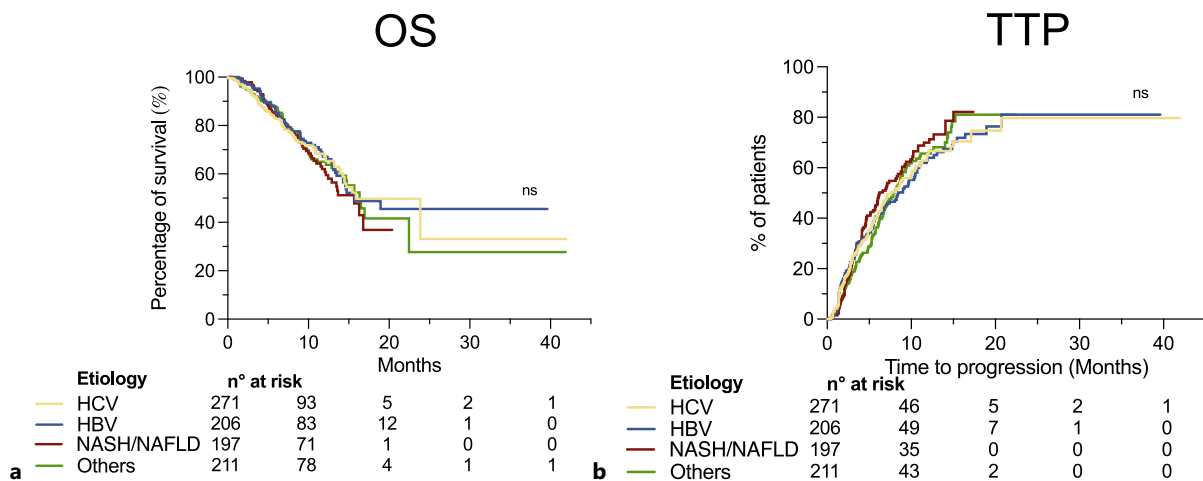 OS
Percentage of survival (%)
100
80
60
40
20
0
ns
0 10 20 30 40
Months
Etiology n° at risk
HCV 271 93 5 2 1
HBV 206 83 12 1 0
NASH/NAFLD 197 71 1 0 0
Others 211 78 4 1 1
a
TTP
% of patients
100
80
60
40
20
0
ns
0 10 20 30 40
Time to progression (Months)
Etiology n° at risk
HCV 271 46 5 2 1
HBV 206 49 7 1 0
NASH/NAFLD 197 35 0 0 0
Others 211 43 2 0 0
b